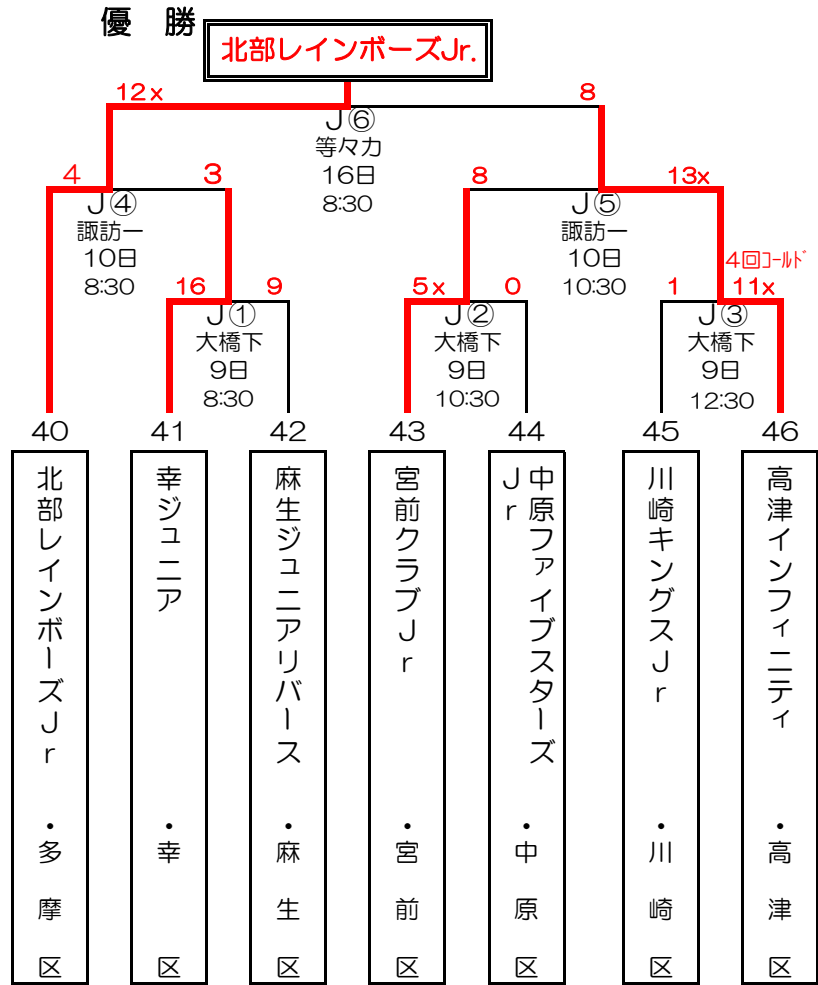 優 勝
北部レインボーズJr.
12x
8
J⑥
等々力
16日
8:30
4
3
8
13x
J④
諏訪一
10日
8:30
J⑤
諏訪一
10日
10:30
4回コールド
16
9
5x
0
1
11x
J①
大橋下
9日
8:30
J②
大橋下
9日
10:30
J③
大橋下
9日
12:30
40
41
42
43
44
45
46
北部レインボーズJr ・多摩区
幸ジュニア ・幸区
麻生ジュニアリバース ・麻生区
宮前クラブJr ・宮前区
中原ファイブスターズ
Jr
・中原区
川崎キングスJr ・川崎区
高津インフィニティ ・高津区